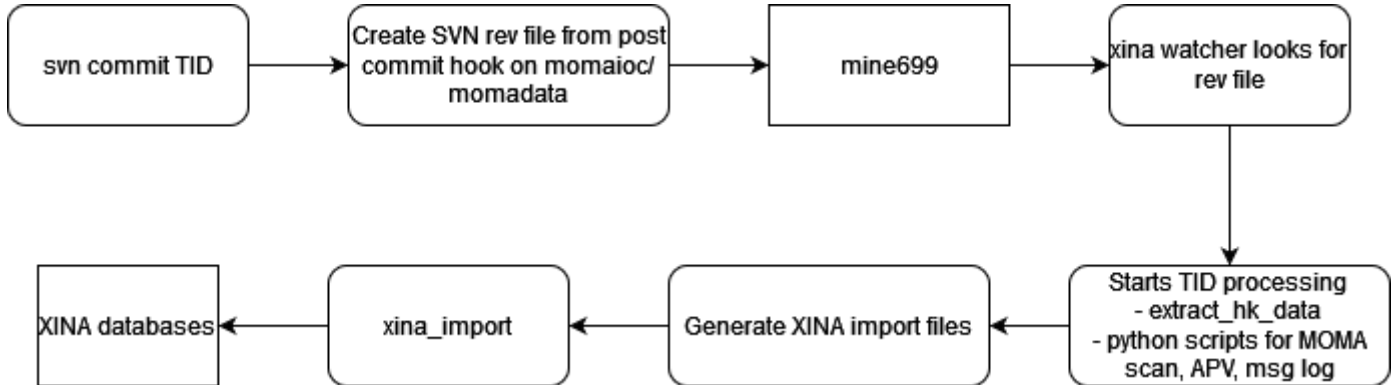 svn commit TID
Create SVN rev file from post
commit hook on momaioc/
momadata
mine699
xina watcher looks for
rev file
Starts TID processing
- extract_hk_data
- python scripts for MOMA
scan, APV, msg log
Generate XINA import files
xina_import
XINA databases